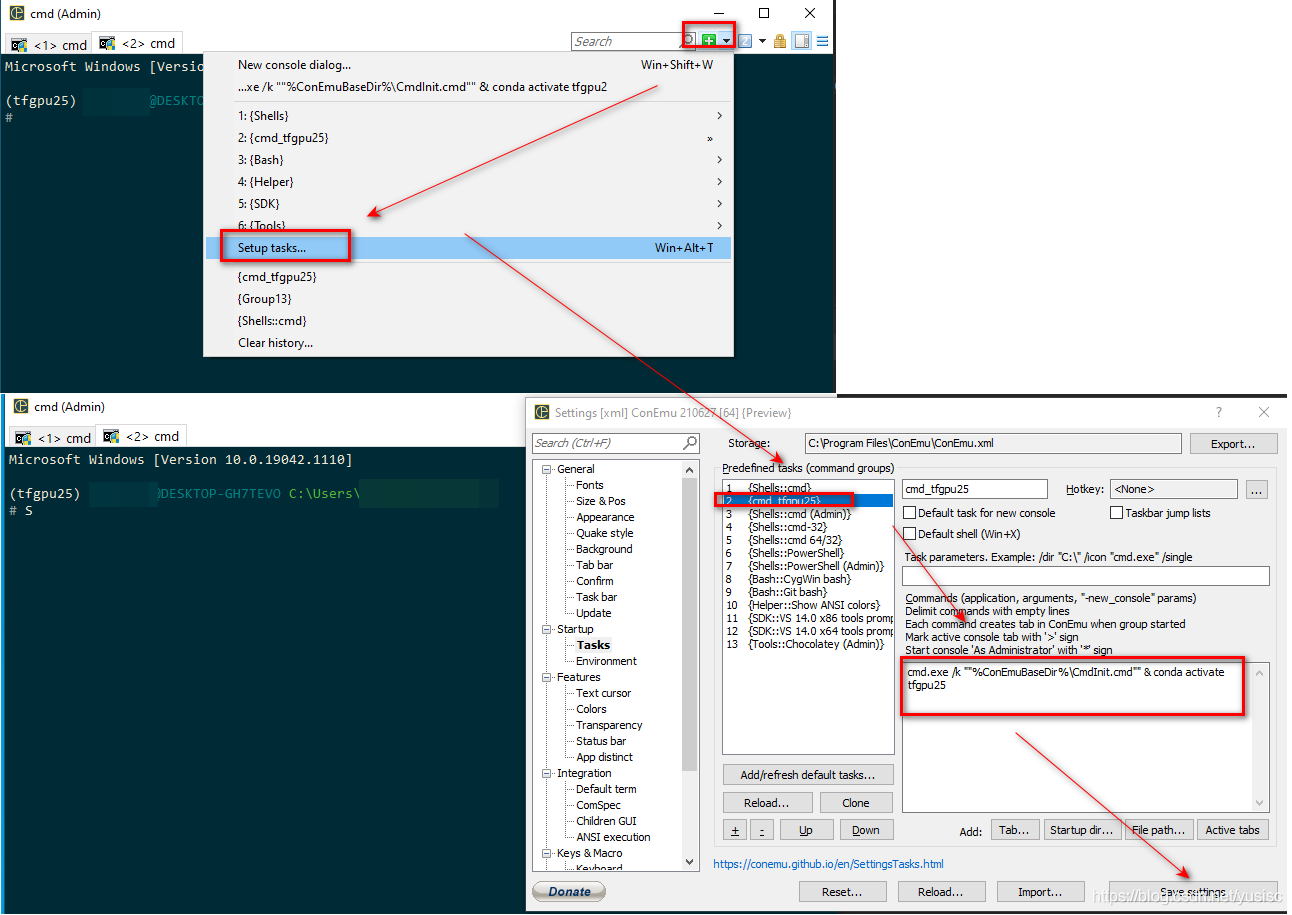 cmd (Admin)
<1> cmd
<2> cmd
Search
Microsoft Windows [Versio
(tfgpu25) @DESKTO
#
New console dialog... Win+Shift+W
...xe /k ""%ConEmuBaseDir%\CmdInit.cmd"" & conda activate tfgpu2
1: {Shells}
2: {cmd_tfgpu25} »
3: {Bash}
4: {Helper}
5: {SDK}
6: {Tools}
Setup tasks... Win+Alt+T
{cmd_tfgpu25}
{Group13}
{Shells::cmd}
Clear history...
cmd (Admin)
<1> cmd
<2> cmd
Microsoft Windows [Version 10.0.19042.1110]
(tfgpu25) @DESKTOP-GH7TEVO C:\Users\
# S
Settings [xml] ConEmu 210627 [64] {Preview}
?
Search (Ctrl+F)
Storage: C:\Program Files\ConEmu\ConEmu.xml
Export...
General
Fonts
Size & Pos
Appearance
Quake style
Background
Tab bar
Confirm
Task bar
Update
Startup
Tasks
Environment
Features
Text cursor
Colors
Transparency
Status bar
App distinct
Integration
Default term
ComSpec
Children GUI
ANSI execution
Keys & Macro
Keyboard
Predefined tasks (command groups)
1 {Shells::cmd}
2 {cmd_tfgpu25}
3 {Shells::cmd (Admin)}
4 {Shells::cmd-32}
5 {Shells::cmd 64/32}
6 {Shells::PowerShell}
7 {Shells::PowerShell (Admin)}
8 {Bash::CygWin bash}
9 {Bash::Git bash}
10 {Helper::Show ANSI colors}
11 {SDK::VS 14.0 x86 tools promp
12 {SDK::VS 14.0 x64 tools promp
13 {Tools::Chocolatey (Admin)}
cmd_tfgpu25
Hotkey: <None> ...
Default task for new console
Taskbar jump lists
Default shell (Win+X)
Task parameters. Example: /dir "C:\" /icon "cmd.exe" /single
Commands (application, arguments, "-new_console" params)
Delimit commands with empty lines
Each command creates tab in ConEmu when group started
Mark active console tab with '>' sign
Start console 'As Administrator' with '*' sign
cmd.exe /k ""%ConEmuBaseDir%\CmdInit.cmd"" & conda activate
tfgpu25
Add/refresh default tasks...
Reload...
Clone
+
-
Up
Down
Add:
Tab...
Startup dir...
File path...
Active tabs
https://conemu.github.io/en/SettingsTasks.html
Donate
Reset...
Reload...
Import...
Save settings
https://blog.csdn.net/yusisc